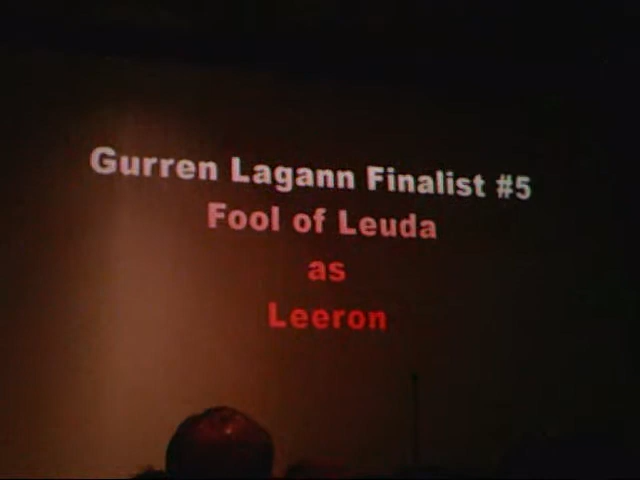 Gurren Lagann Finalist #5
Fool of Leuda
as
Leeron